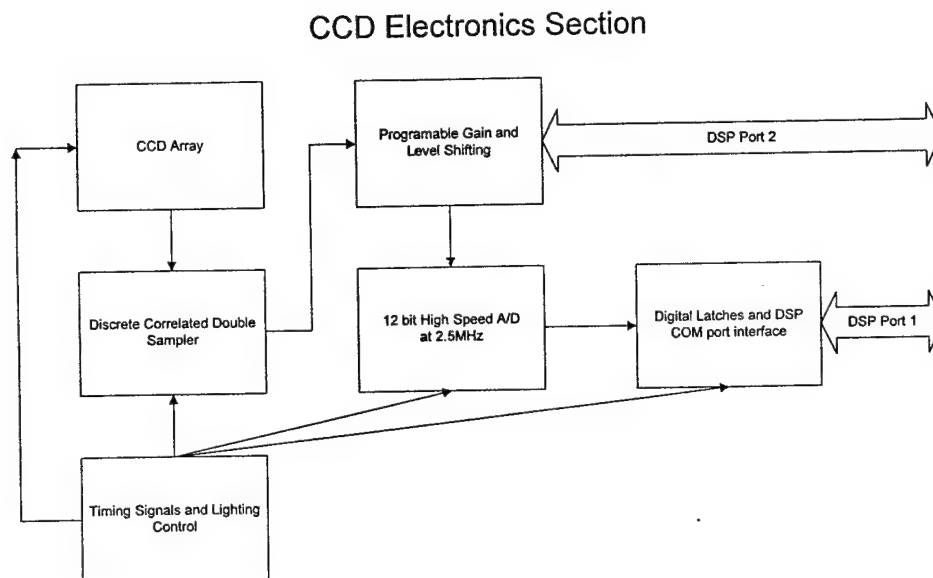 CCD Electronics Section
CCD Array
Programable Gain and
Level Shifting
DSP Port 2
Discrete Correlated Double
Sampler
12 bit High Speed A/D
at 2.5MHz
Digital Latches and DSP
COM port interface
DSP Port 1
Timing Signals and Lighting
Control